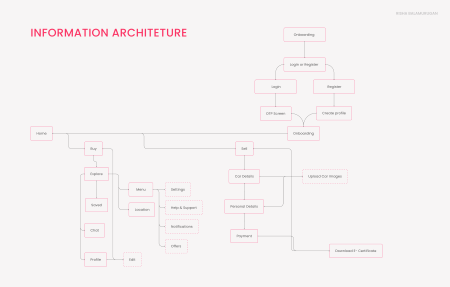 INFORMATION ARCHITETURE
Onboarding
Login or Register
Login
Register
OTP Screen
Create profile
Home
Onboarding
Buy
Sell
Explore
Car Details
Upload Car Images
Menu
Settings
Saved
Location
Help & Support
Personal Details
Notifications
Chat
Payment
Offers
Profile
Edit
Download E- Certificate